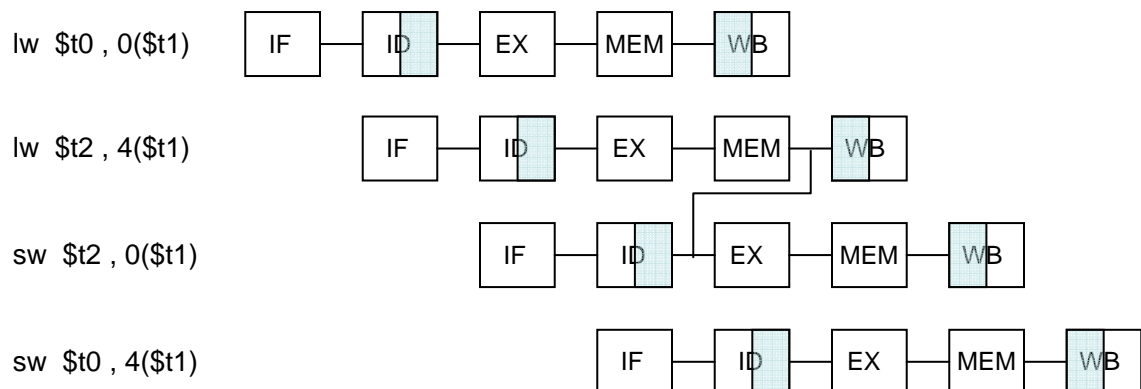 lw $t0 , 0($t1) IF ID EX MEM WB
lw $t2 , 4($t1) IF ID EX MEM WB
sw $t2 , 0($t1) IF ID EX MEM WB
sw $t0 , 4($t1) IF ID EX MEM WB